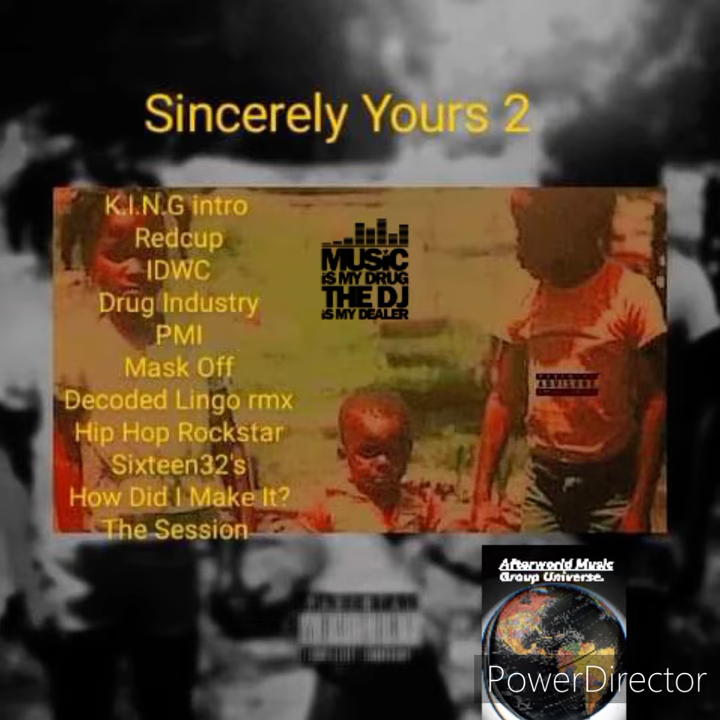 Sincerely Yours 2
K.I.N.G intro
Redcup
IDWC
Drug Industry
PMI
Mask Off
Decoded Lingo rmx
Hip Hop Rockstar
Sixteen32's
How Did I Make It?
The Session
MUSiC
iS MY DRUG
THE DJ
iS MY DEALER
ADVISORY
Afterworld Music
Group Universe.
PowerDirector